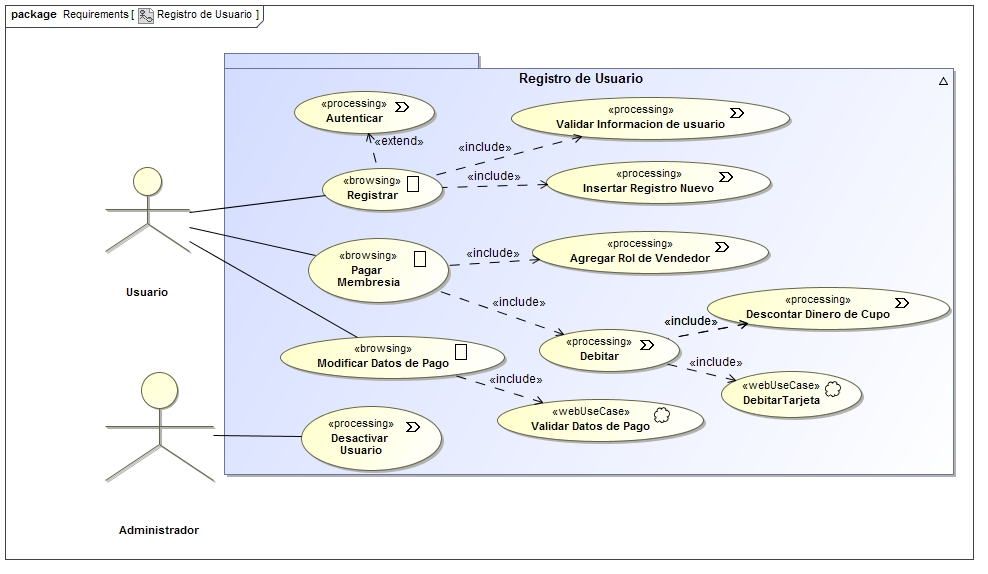 package Requirements [ Registro de Usuario ]
Registro de Usuario
«processing»
Autenticar
«extend»
«processing»
Validar Informacion de usuario
«include»
«browsing»
Registrar
«include»
«processing»
Insertar Registro Nuevo
Usuario
«browsing»
Pagar
Membresia
«include»
«processing»
Agregar Rol de Vendedor
«include»
«processing»
Descontar Dinero de Cupo
«include»
«processing»
Debitar
«browsing»
Modificar Datos de Pago
«include»
«webUseCase»
DebitarTarjeta
«include»
«webUseCase»
Validar Datos de Pago
«processing»
Desactivar
Usuario
Administrador